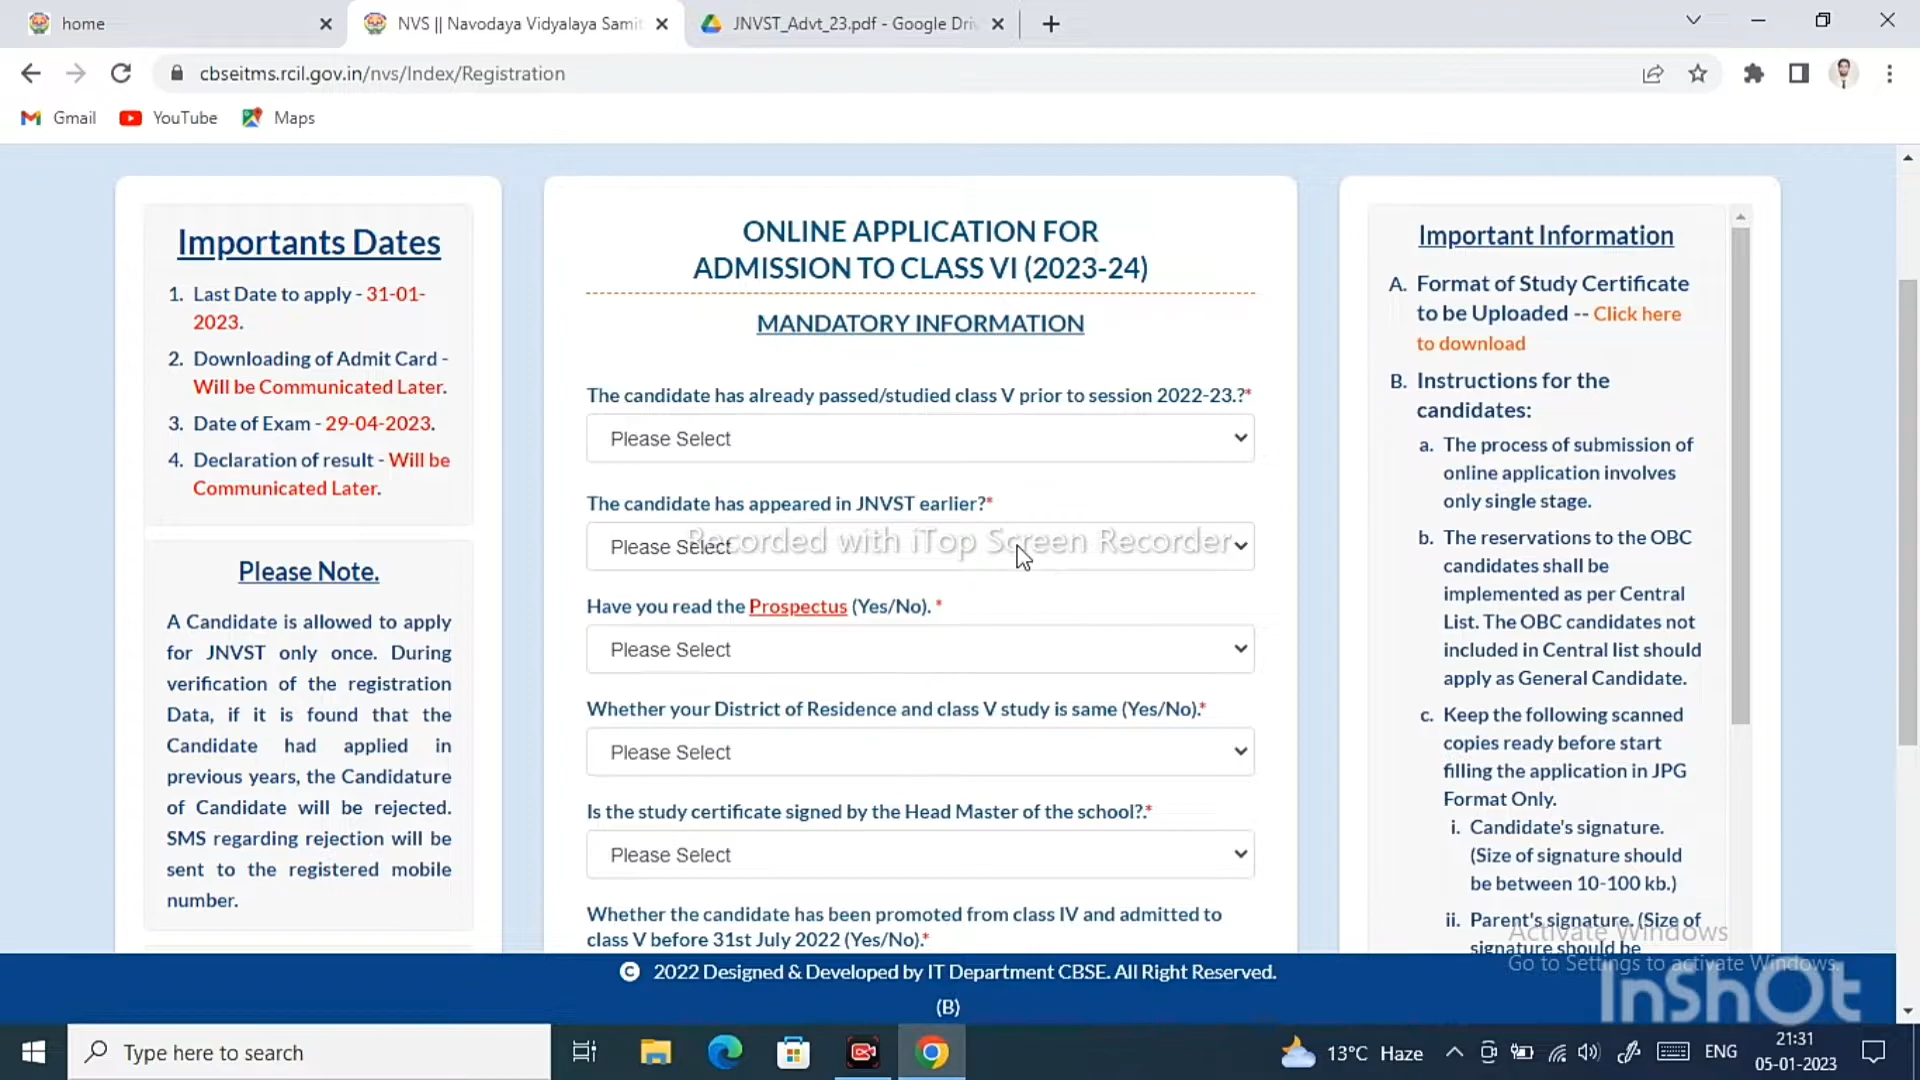 home
NVS || Navodaya Vidyalaya Samit
JNVST_Advt_23.pdf - Google Driv
cbseitms.rcil.gov.in/nvs/Index/Registration
Gmail
YouTube
Maps
Importants Dates
1. Last Date to apply - 31-01-
2023.
2. Downloading of Admit Card -
Will be Communicated Later.
3. Date of Exam - 29-04-2023.
4. Declaration of result - Will be
Communicated Later.
Please Note.
A Candidate is allowed to apply
for JNVST only once. During
verification of the registration
Data, if it is found that the
Candidate had applied in
previous years, the Candidature
of Candidate will be rejected.
SMS regarding rejection will be
sent to the registered mobile
number.
ONLINE APPLICATION FOR
ADMISSION TO CLASS VI (2023-24)
MANDATORY INFORMATION
The candidate has already passed/studied class V prior to session 2022-23.?*
Please Select
The candidate has appeared in JNVST earlier?*
Please Select
Recorded with iTop Screen Recorder
Have you read the Prospectus (Yes/No). *
Please Select
Whether your District of Residence and class V study is same (Yes/No).*
Please Select
Is the study certificate signed by the Head Master of the school?.*
Please Select
Whether the candidate has been promoted from class IV and admitted to
class V before 31st July 2022 (Yes/No).*
Important Information
A. Format of Study Certificate
to be Uploaded -- Click here
to download
B. Instructions for the
candidates:
a. The process of submission of
online application involves
only single stage.
b. The reservations to the OBC
candidates shall be
implemented as per Central
List. The OBC candidates not
included in Central list should
apply as General Candidate.
c. Keep the following scanned
copies ready before start
filling the application in JPG
Format Only.
i. Candidate's signature.
(Size of signature should
be between 10-100 kb.)
ii. Parent's signature. (Size of
signature should be
Activate Windows
Go to Settings to activate Windows.
© 2022 Designed & Developed by IT Department CBSE. All Right Reserved.
(B)
InShOt
Type here to search
13°C Haze
ENG
21:31
05-01-2023